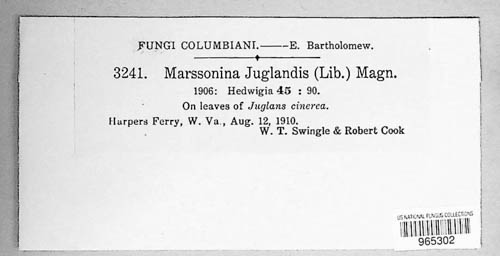 FUNGI COLUMBIANI.——E. Bartholomew.
3241. Marssonina Juglandis (Lib.) Magn.
1906: Hedwigia 45 : 90.
On leaves of Juglans cinerea.
Harpers Ferry, W. Va., Aug. 12, 1910.
W. T. Swingle & Robert Cook
US NATIONAL FUNGUS COLLECTIONS
965302